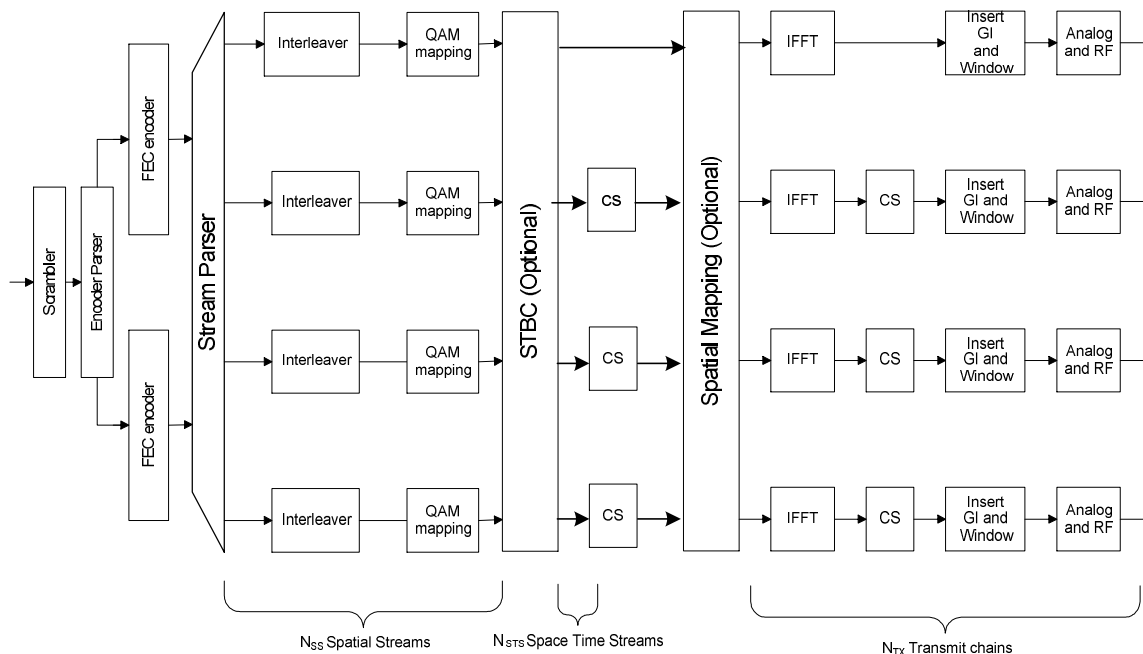 Scrambler
Encoder Parser
FEC encoder
FEC encoder
Stream Parser
Interleaver
QAM
mapping
Interleaver
QAM
mapping
Interleaver
QAM
mapping
Interleaver
QAM
mapping
STBC (Optional)
CS
CS
CS
Spatial Mapping (Optional)
IFFT
Insert
GI
and
Window
Analog
and RF
IFFT
CS
Insert
GI and
Window
Analog
and RF
IFFT
CS
Insert
GI and
Window
Analog
and RF
IFFT
CS
Insert
GI and
Window
Analog
and RF
NSS Spatial Streams
NSTS Space Time Streams
NTX Transmit chains